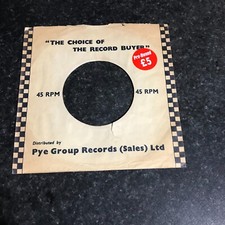 "THE CHOICE OF
THE RECORD BUYER"
Pre-Owned
£5
45 RPM
45 RPM
Distributed by
Pye Group Records (Sales) Ltd